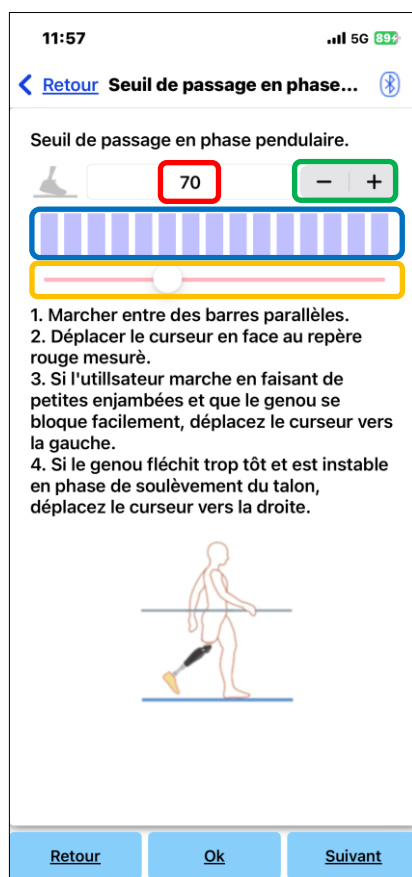 11:57 5G 89
Retour Seuil de passage en phase...
Seuil de passage en phase pendulaire.
70 − +
1. Marcher entre des barres parallèles.
2. Déplacer le curseur en face au repère
rouge mesurè.
3. Si l'utillsateur marche en faisant de
petites enjambées et que le genou se
bloque facilement, déplacez le curseur vers
la gauche.
4. Si le genou fléchit trop tôt et est instable
en phase de soulèvement du talon,
déplacez le curseur vers la droite.
Retour Ok Suivant